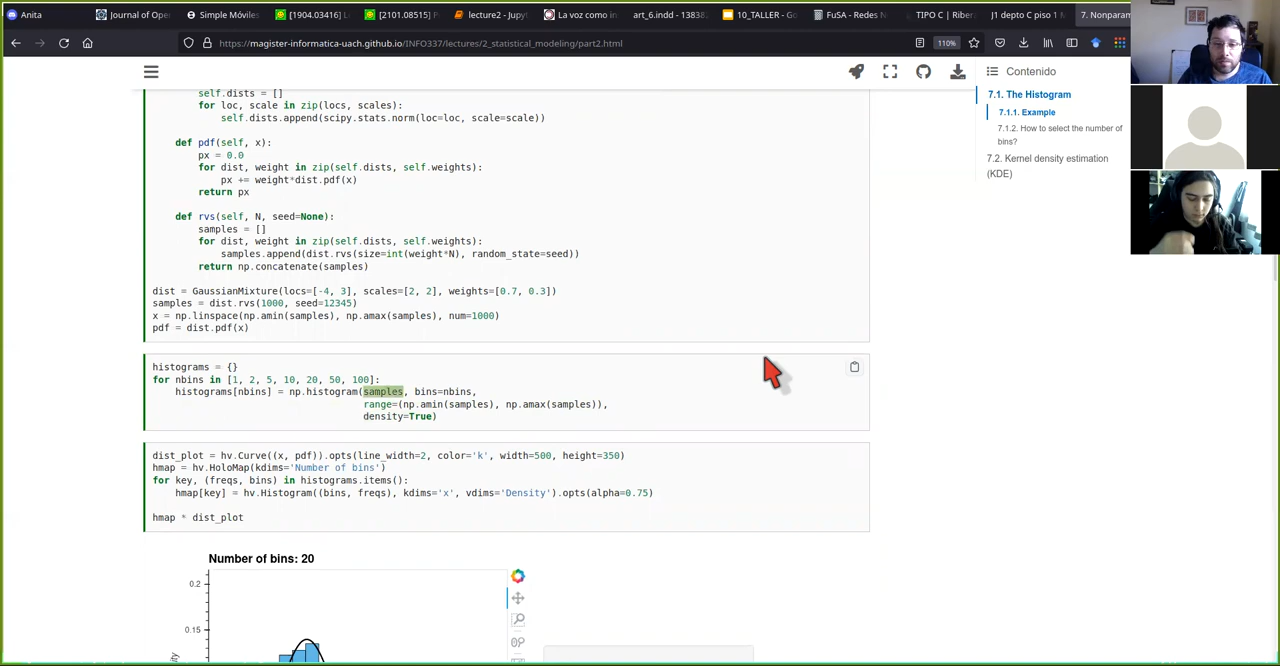 Anita
Journal of Oper
Simple Móviles
[1904.03416] L
[2101.08515] P
lecture2 - Jupyt
La voz como in
art_6.indd - 13838
10_TALLER - Go
FuSA - Redes N
TIPO C | Ribera
J1 depto C piso 1
7. Nonparam
https://magister-informatica-uach.github.io/INFO337/lectures/2_statistical_modeling/part2.html
110%
self.dists = []
for loc, scale in zip(locs, scales):
self.dists.append(scipy.stats.norm(loc=loc, scale=scale))
def pdf(self, x):
px = 0.0
for dist, weight in zip(self.dists, self.weights):
px += weight*dist.pdf(x)
return px
def rvs(self, N, seed=None):
samples = []
for dist, weight in zip(self.dists, self.weights):
samples.append(dist.rvs(size=int(weight*N), random_state=seed))
return np.concatenate(samples)
dist = GaussianMixture(locs=[-4, 3], scales=[2, 2], weights=[0.7, 0.3])
samples = dist.rvs(1000, seed=12345)
x = np.linspace(np.amin(samples), np.amax(samples), num=1000)
pdf = dist.pdf(x)
histograms = {}
for nbins in [1, 2, 5, 10, 20, 50, 100]:
histograms[nbins] = np.histogram(samples, bins=nbins,
range=(np.amin(samples), np.amax(samples)),
density=True)
dist_plot = hv.Curve((x, pdf)).opts(line_width=2, color='k', width=500, height=350)
hmap = hv.HoloMap(kdims='Number of bins')
for key, (freqs, bins) in histograms.items():
hmap[key] = hv.Histogram((bins, freqs), kdims='x', vdims='Density').opts(alpha=0.75)
hmap * dist_plot
Number of bins: 20
0.2
0.15
Contenido
7.1. The Histogram
7.1.1. Example
7.1.2. How to select the number of
bins?
7.2. Kernel density estimation
(KDE)